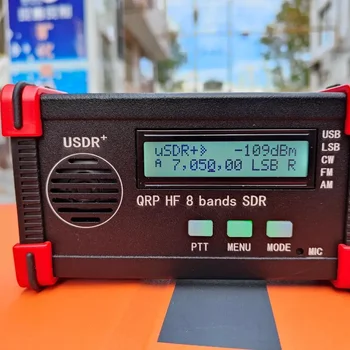 USDR+
uSDR+» -109dBm
A 7,050,00 LSB R
USB
LSB
CW
FM
AM
QRP HF 8 bands SDR
PTT MENU MODE MIC